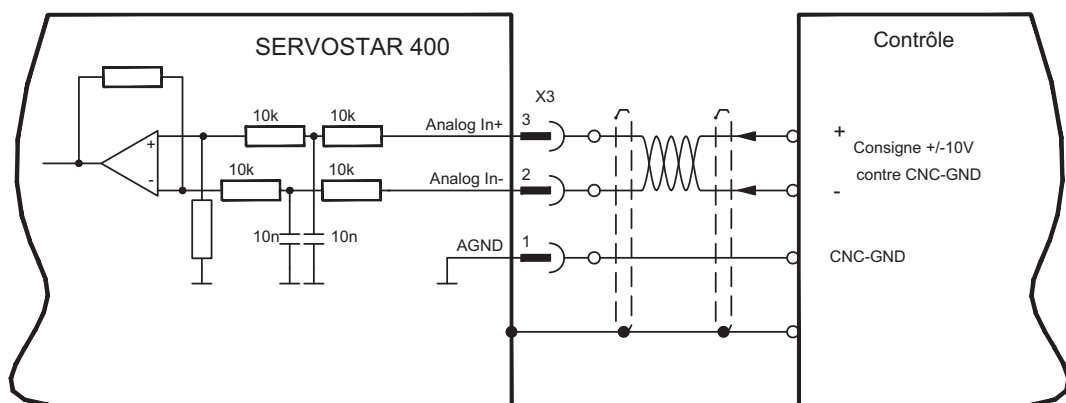 SERVOSTAR 400
Contrôle
X3
10k
10k
Analog In+
3
+
+
Consigne +/-10V
contre CNC-GND
10k
10k
Analog In-
2
-
-
10n
10n
AGND
1
CNC-GND